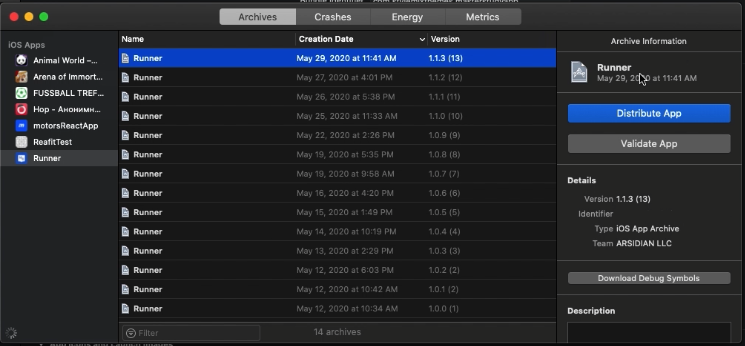 Archives Crashes Energy Metrics
iOS Apps
Animal World –...
Arena of Immort...
FUSSBALL TREF...
Нор - Анонимн...
motorsReactApp
ReafitTest
Runner
Name Creation Date Version
Runner May 29, 2020 at 11:41 AM 1.1.3 (13)
Runner May 27, 2020 at 4:01 PM 1.1.2 (12)
Runner May 26, 2020 at 5:38 PM 1.1.1 (11)
Runner May 25, 2020 at 11:33 AM 1.1.0 (10)
Runner May 22, 2020 at 2:26 PM 1.0.9 (9)
Runner May 19, 2020 at 5:35 PM 1.0.8 (8)
Runner May 19, 2020 at 9:58 AM 1.0.7 (7)
Runner May 16, 2020 at 4:20 PM 1.0.6 (6)
Runner May 15, 2020 at 1:49 PM 1.0.5 (5)
Runner May 14, 2020 at 10:19 PM 1.0.4 (4)
Runner May 13, 2020 at 2:29 PM 1.0.3 (3)
Runner May 12, 2020 at 6:03 PM 1.0.2 (2)
Runner May 12, 2020 at 10:42 AM 1.0.1 (2)
Runner May 12, 2020 at 10:34 AM 1.0.0 (1)
Filter
14 archives
Archive Information
Runner
May 29, 2020 at 11:41 AM
Distribute App
Validate App
Details
Version 1.1.3 (13)
Identifier
Type iOS App Archive
Team ARSIDIAN LLC
Download Debug Symbols
Description